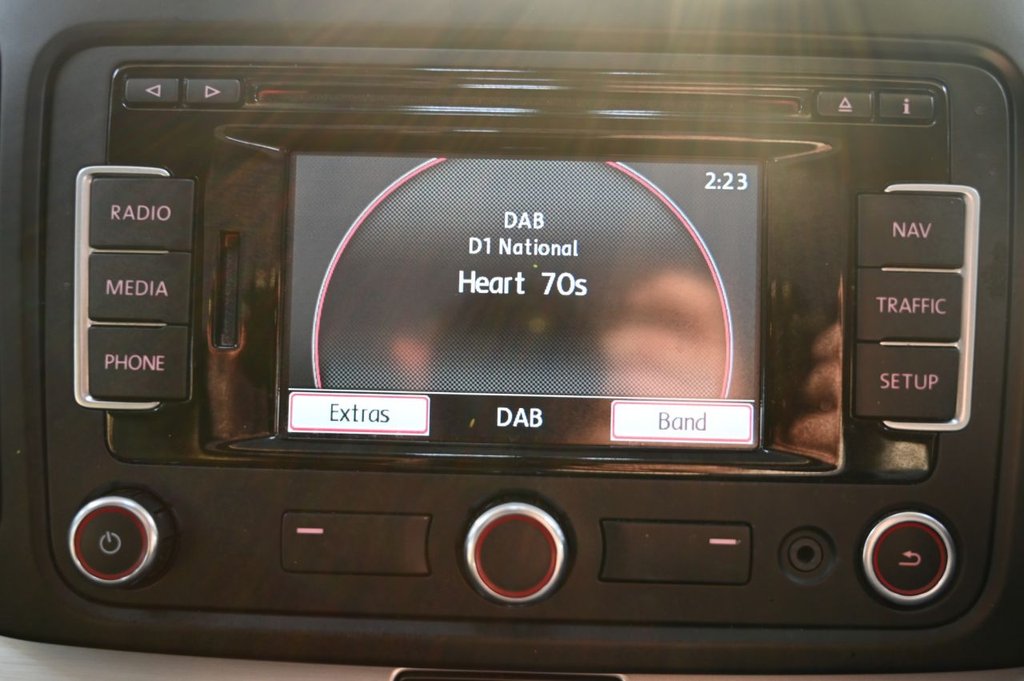 2:23
DAB
D1 National
Heart 70s
RADIO
MEDIA
PHONE
NAV
TRAFFIC
SETUP
Extras
DAB
Band
i